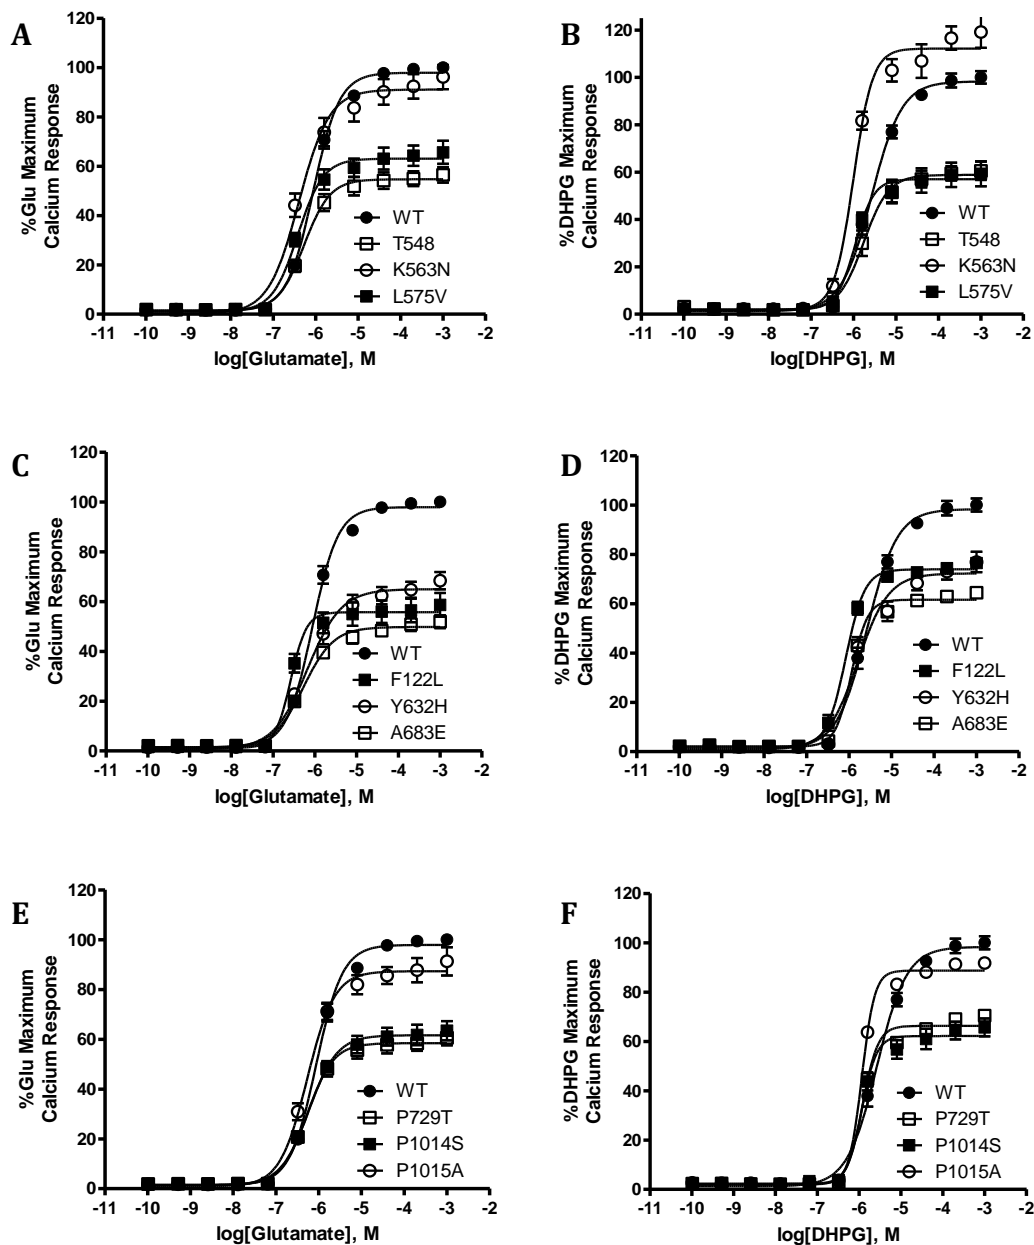 A
%Glu Maximum
Calcium Response
120
100
80
60
40
20
0
WT
T548
K563N
L575V
-11 -10 -9 -8 -7 -6 -5 -4 -3 -2
log[Glutamate], M
B
%DHPG Maximum
Calcium Response
120
100
80
60
40
20
0
WT
T548
K563N
L575V
-11 -10 -9 -8 -7 -6 -5 -4 -3 -2
log[DHPG], M
C
%Glu Maximum
Calcium Response
120
100
80
60
40
20
0
WT
F122L
Y632H
A683E
-11 -10 -9 -8 -7 -6 -5 -4 -3 -2
log[Glutamate], M
D
%DHPG Maximum
Calcium Response
120
100
80
60
40
20
0
WT
F122L
Y632H
A683E
-11 -10 -9 -8 -7 -6 -5 -4 -3 -2
log[DHPG], M
E
%Glu Maximum
Calcium Response
120
100
80
60
40
20
0
WT
P729T
P1014S
P1015A
-11 -10 -9 -8 -7 -6 -5 -4 -3 -2
log[Glutamate], M
F
%DHPG Maximum
Calcium Response
120
100
80
60
40
20
0
WT
P729T
P1014S
P1015A
-11 -10 -9 -8 -7 -6 -5 -4 -3 -2
log[DHPG], M